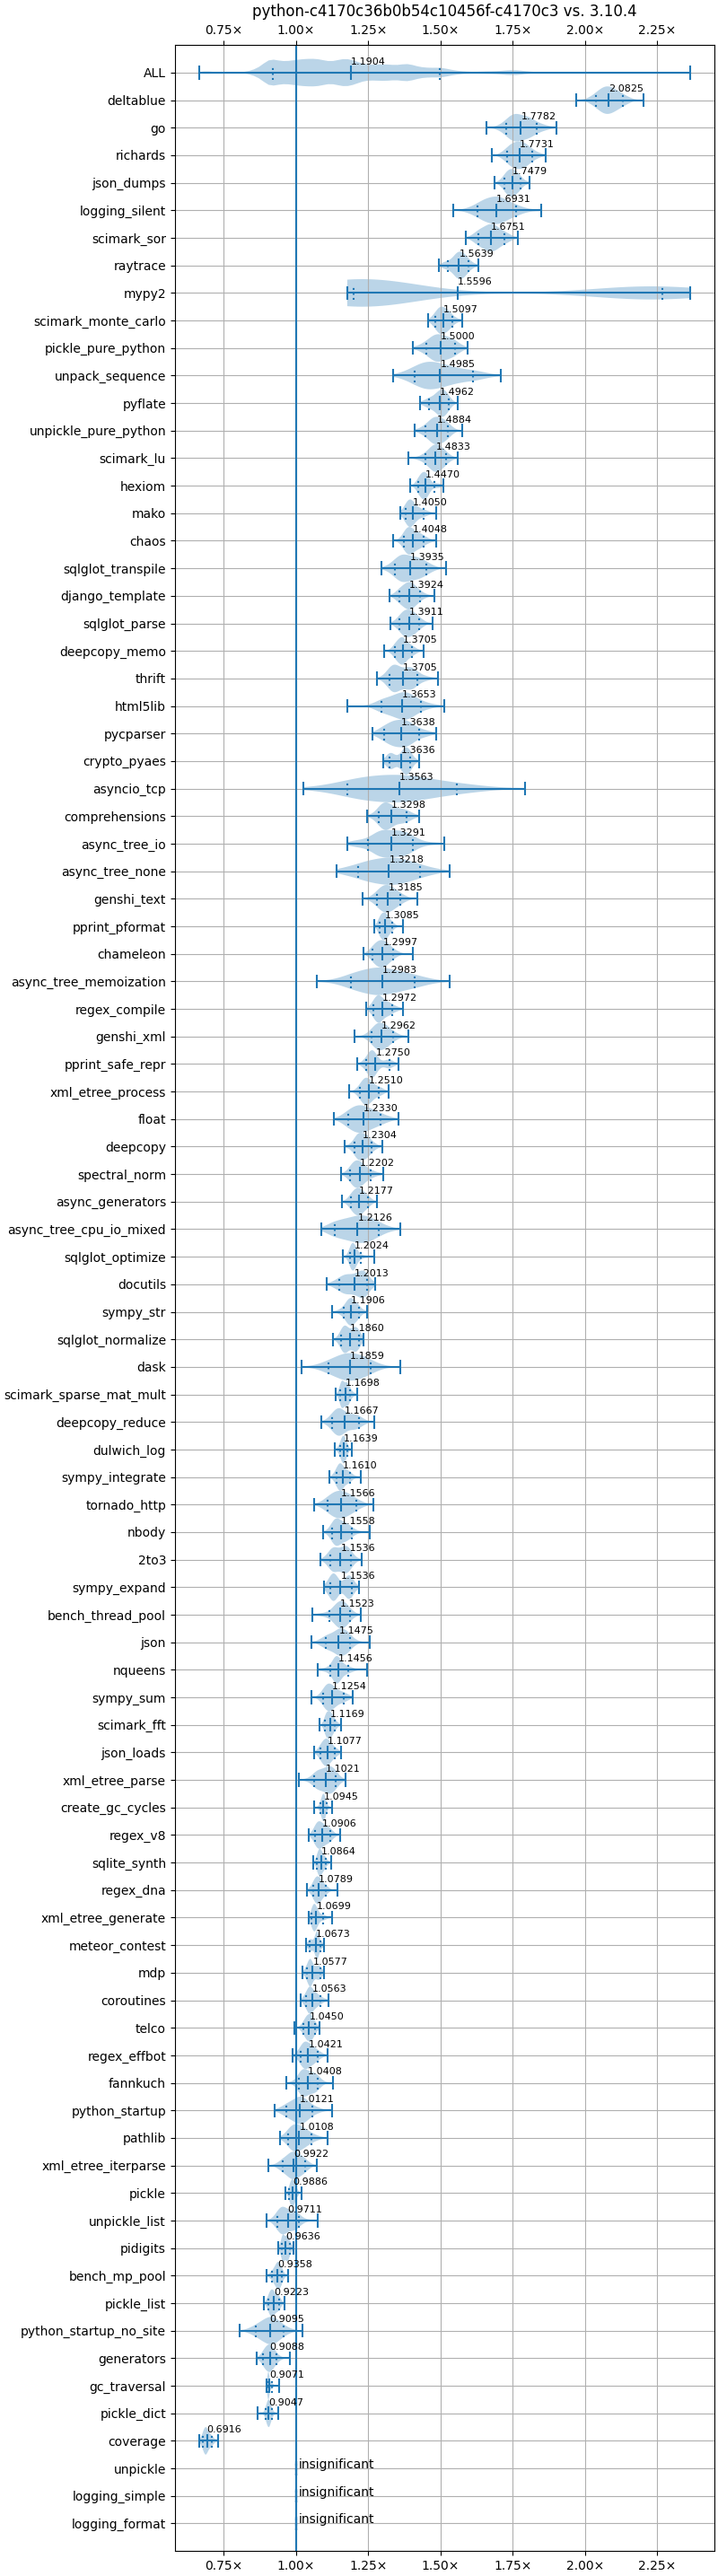 python-c4170c36b0b54c10456f-c4170c3 vs. 3.10.4
0.75× 1.00× 1.25× 1.50× 1.75× 2.00× 2.25×
ALL 1.1904
deltablue 2.0825
go 1.7782
richards 1.7731
json_dumps 1.7479
logging_silent 1.6931
scimark_sor 1.6751
raytrace 1.5639
mypy2 1.5596
scimark_monte_carlo 1.5097
pickle_pure_python 1.5000
unpack_sequence 1.4985
pyflate 1.4962
unpickle_pure_python 1.4884
scimark_lu 1.4833
hexiom 1.4470
mako 1.4050
chaos 1.4048
sqlglot_transpile 1.3935
django_template 1.3924
sqlglot_parse 1.3911
deepcopy_memo 1.3705
thrift 1.3705
html5lib 1.3653
pycparser 1.3638
crypto_pyaes 1.3636
asyncio_tcp 1.3563
comprehensions 1.3298
async_tree_io 1.3291
async_tree_none 1.3218
genshi_text 1.3185
pprint_pformat 1.3085
chameleon 1.2997
async_tree_memoization 1.2983
regex_compile 1.2972
genshi_xml 1.2962
pprint_safe_repr 1.2750
xml_etree_process 1.2510
float 1.2330
deepcopy 1.2304
spectral_norm 1.2202
async_generators 1.2177
async_tree_cpu_io_mixed 1.2126
sqlglot_optimize 1.2024
docutils 1.2013
sympy_str 1.1906
sqlglot_normalize 1.1860
dask 1.1859
scimark_sparse_mat_mult 1.1698
deepcopy_reduce 1.1667
dulwich_log 1.1639
sympy_integrate 1.1610
tornado_http 1.1566
nbody 1.1558
2to3 1.1536
sympy_expand 1.1536
bench_thread_pool 1.1523
json 1.1475
nqueens 1.1456
sympy_sum 1.1254
scimark_fft 1.1169
json_loads 1.1077
xml_etree_parse 1.1021
create_gc_cycles 1.0945
regex_v8 1.0906
sqlite_synth 1.0864
regex_dna 1.0789
xml_etree_generate 1.0699
meteor_contest 1.0673
mdp 1.0577
coroutines 1.0563
telco 1.0450
regex_effbot 1.0421
fannkuch 1.0408
python_startup 1.0121
pathlib 1.0108
xml_etree_iterparse 0.9922
pickle 0.9886
unpickle_list 0.9711
pidigits 0.9636
bench_mp_pool 0.9358
pickle_list 0.9223
python_startup_no_site 0.9095
generators 0.9088
gc_traversal 0.9071
pickle_dict 0.9047
coverage 0.6916
unpickle insignificant
logging_simple insignificant
logging_format insignificant
0.75× 1.00× 1.25× 1.50× 1.75× 2.00× 2.25×